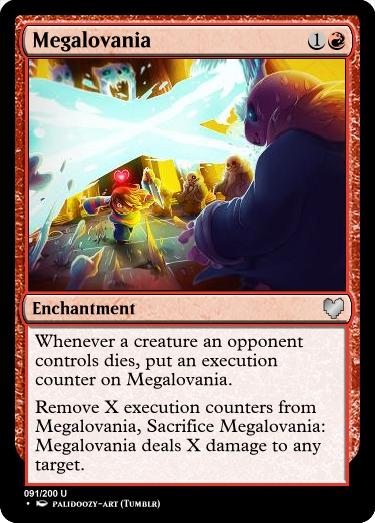 Megalovania 1
Enchantment
Whenever a creature an opponent
controls dies, put an execution
counter on Megalovania.
Remove X execution counters from
Megalovania, Sacrifice Megalovania:
Megalovania deals X damage to any
target.
091/200 U
• PALIDOOZY-ART (TUMBLR)